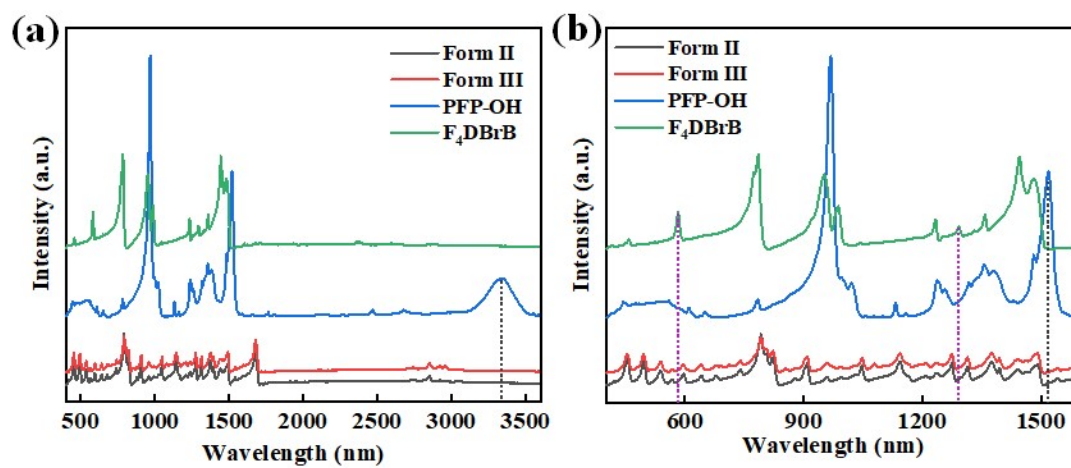 (a)
Form II
Form III
PFP-OH
F₄DBrB
Intensity (a.u.)
500 1000 1500 2000 2500 3000 3500
Wavelength (nm)
(b)
Form II
Form III
PFP-OH
F₄DBrB
Intensity (a.u.)
600 900 1200 1500
Wavelength (nm)